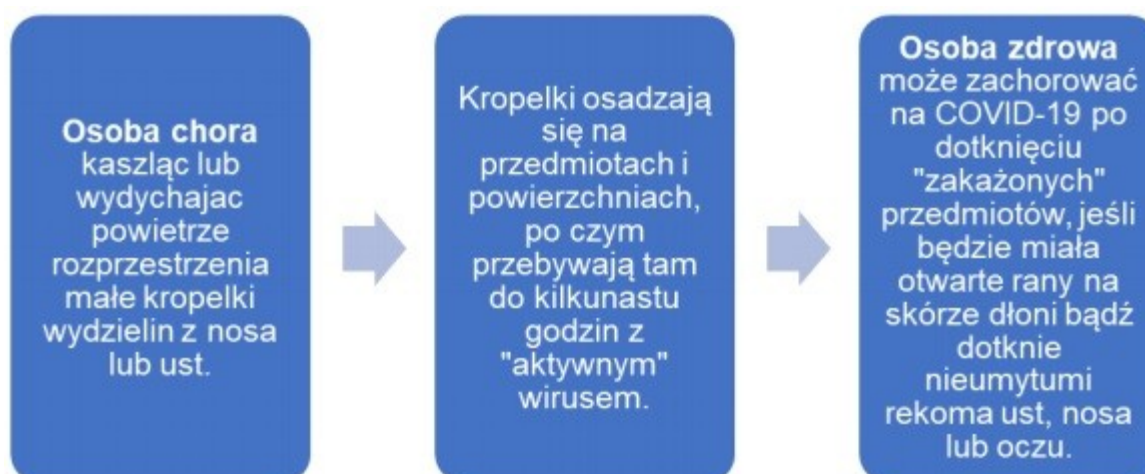 Osoba chora
kaszląc lub
wydychajac
powietrze
rozprzestrzenia
małe kropelki
wydzielin z nosa
lub ust.
Kropelki osadzają
się na
przedmiotach i
powierzchniach,
po czym
przebywają tam
do kilkunastu
godzin z
"aktywnym"
wirusem.
Osoba zdrowa
może zachorować
na COVID-19 po
dotknięciu
"zakażonych"
przedmiotów, jeśli
będzie miała
otwarte rany na
skórze dłoni bądź
dotknie
nieumytumi
rekoma ust, nosa
lub oczu.